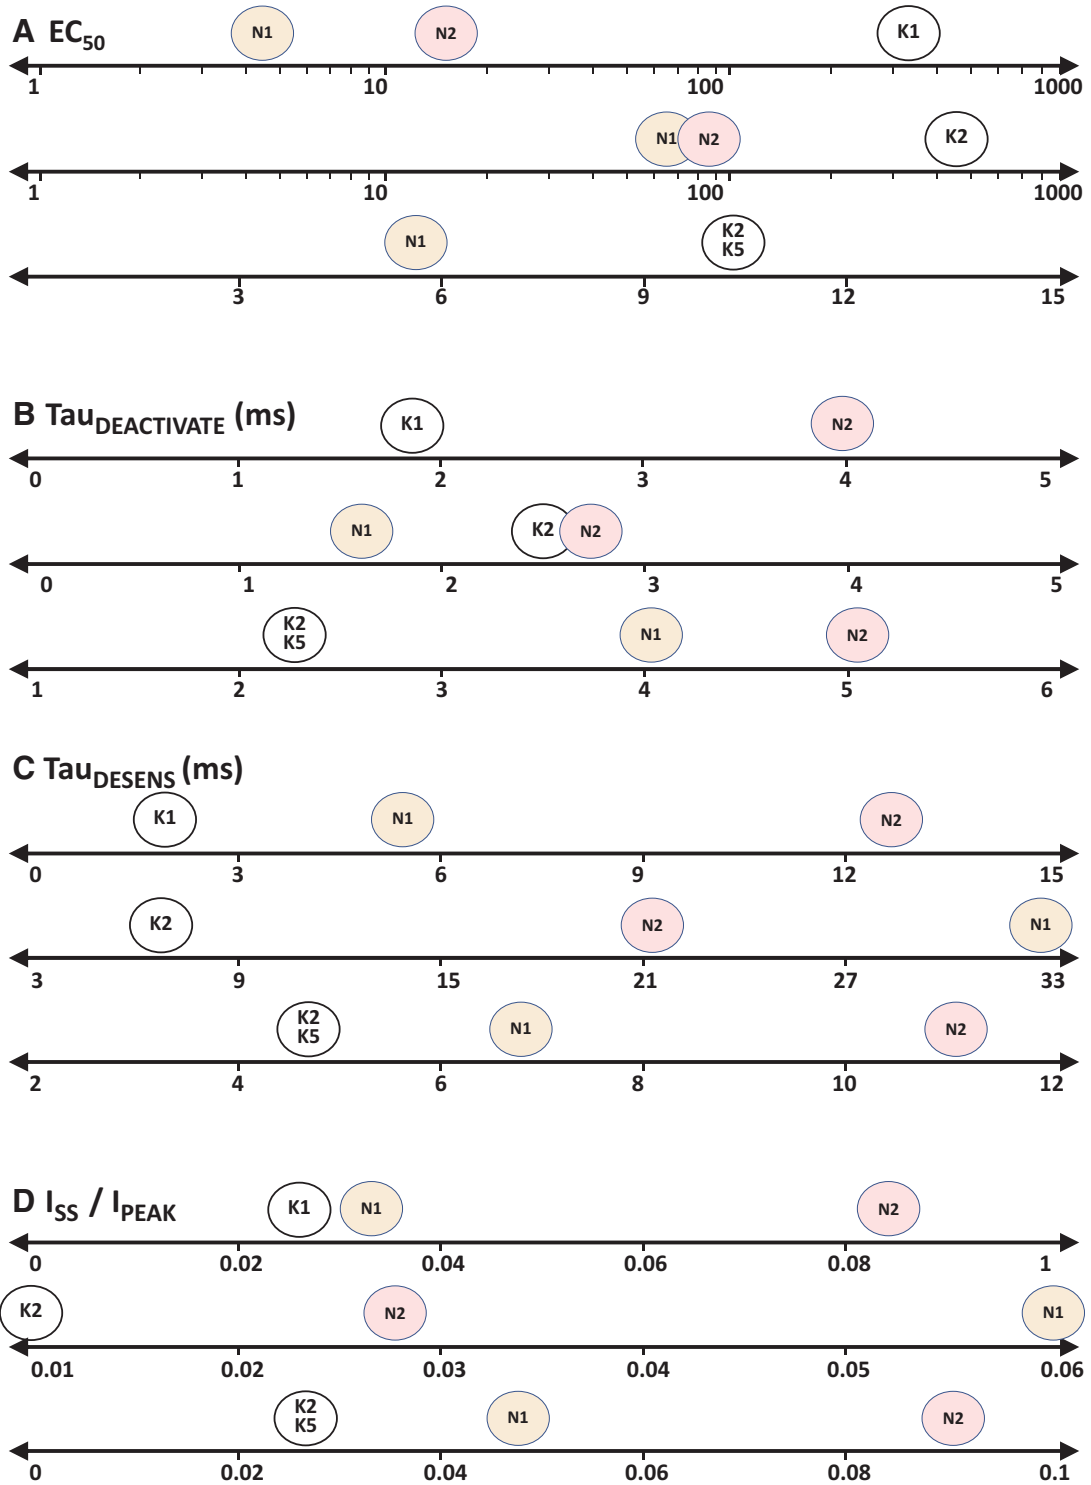 A EC50
N1 N2 K1
1 10 100 1000
N1 N2 K2
1 10 100 1000
N1 K2 K5
3 6 9 12 15
B TauDEACTIVATE (ms)
K1 N2
0 1 2 3 4 5
N1 K2 N2
0 1 2 3 4 5
K2 K5 N1 N2
1 2 3 4 5 6
C TauDESENS (ms)
K1 N1 N2
0 3 6 9 12 15
K2 N2 N1
3 9 15 21 27 33
K2 K5 N1 N2
2 4 6 8 10 12
D ISS / IPEAK
K1 N1 N2
0 0.02 0.04 0.06 0.08 1
K2 N2 N1
0.01 0.02 0.03 0.04 0.05 0.06
K2 K5 N1 N2
0 0.02 0.04 0.06 0.08 0.1